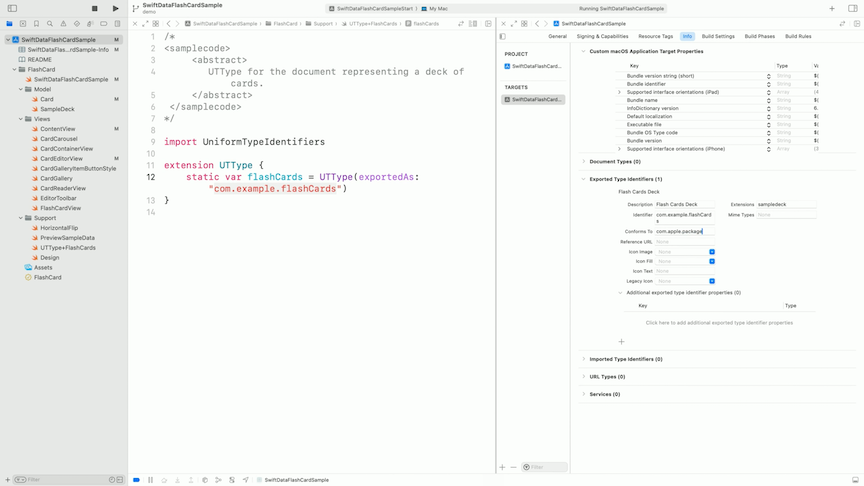 SwiftDataFlashCardSample
demo
SwiftDataFlashCardSampleStart
My Mac
Running SwiftDataFlashCardSample
SwiftDataFlashCardSample M
SwiftDataFlas...rdSample-Info M
README
FlashCard
SwiftDataFlashCardSample M
Model
Card M
SampleDeck
Views
ContentView M
CardCarousel
CardContainerView
CardEditorView M
CardGalleryItemButtonStyle
CardGallery
CardReaderView
EditorToolbar
FlashCardView
Support
HorizontalFlip
PreviewSampleData
UTType+FlashCards
Design
Assets
FlashCard
Filter
SwiftDataFlashCardSample
FlashCard
Support
UTType+FlashCards
flashCards
1 /*
2 <samplecode>
3 <abstract>
4 UTType for the document representing a deck of
cards.
5 </abstract>
6 </samplecode>
7 */
8
9 import UniformTypeIdentifiers
10
11 extension UTType {
12 static var flashCards = UTType(exportedAs:
"com.example.flashCards")
13 }
14
SwiftDataFlashCardSample
SwiftDataFlashCardSample
General Signing & Capabilities Resource Tags Info Build Settings Build Phases Build Rules
PROJECT
SwiftDataFlashCard...
TARGETS
SwiftDataFlashCard...
Filter
Custom macOS Application Target Properties
Key Type
Bundle version string (short) String
Bundle identifier String
Supported interface orientations (iPad) Array
Bundle name String
InfoDictionary version String 6.
Default localization String
Executable file String
Bundle OS Type code String
Bundle version String
Supported interface orientations (iPhone) Array
Document Types (0)
Exported Type Identifiers (1)
Flash Cards Deck
Description Flash Cards Deck
Extensions sampledeck
Identifier com.example.flashCard
s
Mime Types None
Conforms To com.apple.package
Reference URL None
Icon Image None
Icon Fill None
Icon Text None
Legacy Icon None
Additional exported type identifier properties (0)
Key Type
Click here to add additional exported type identifier properties
Imported Type Identifiers (0)
URL Types (0)
Services (0)